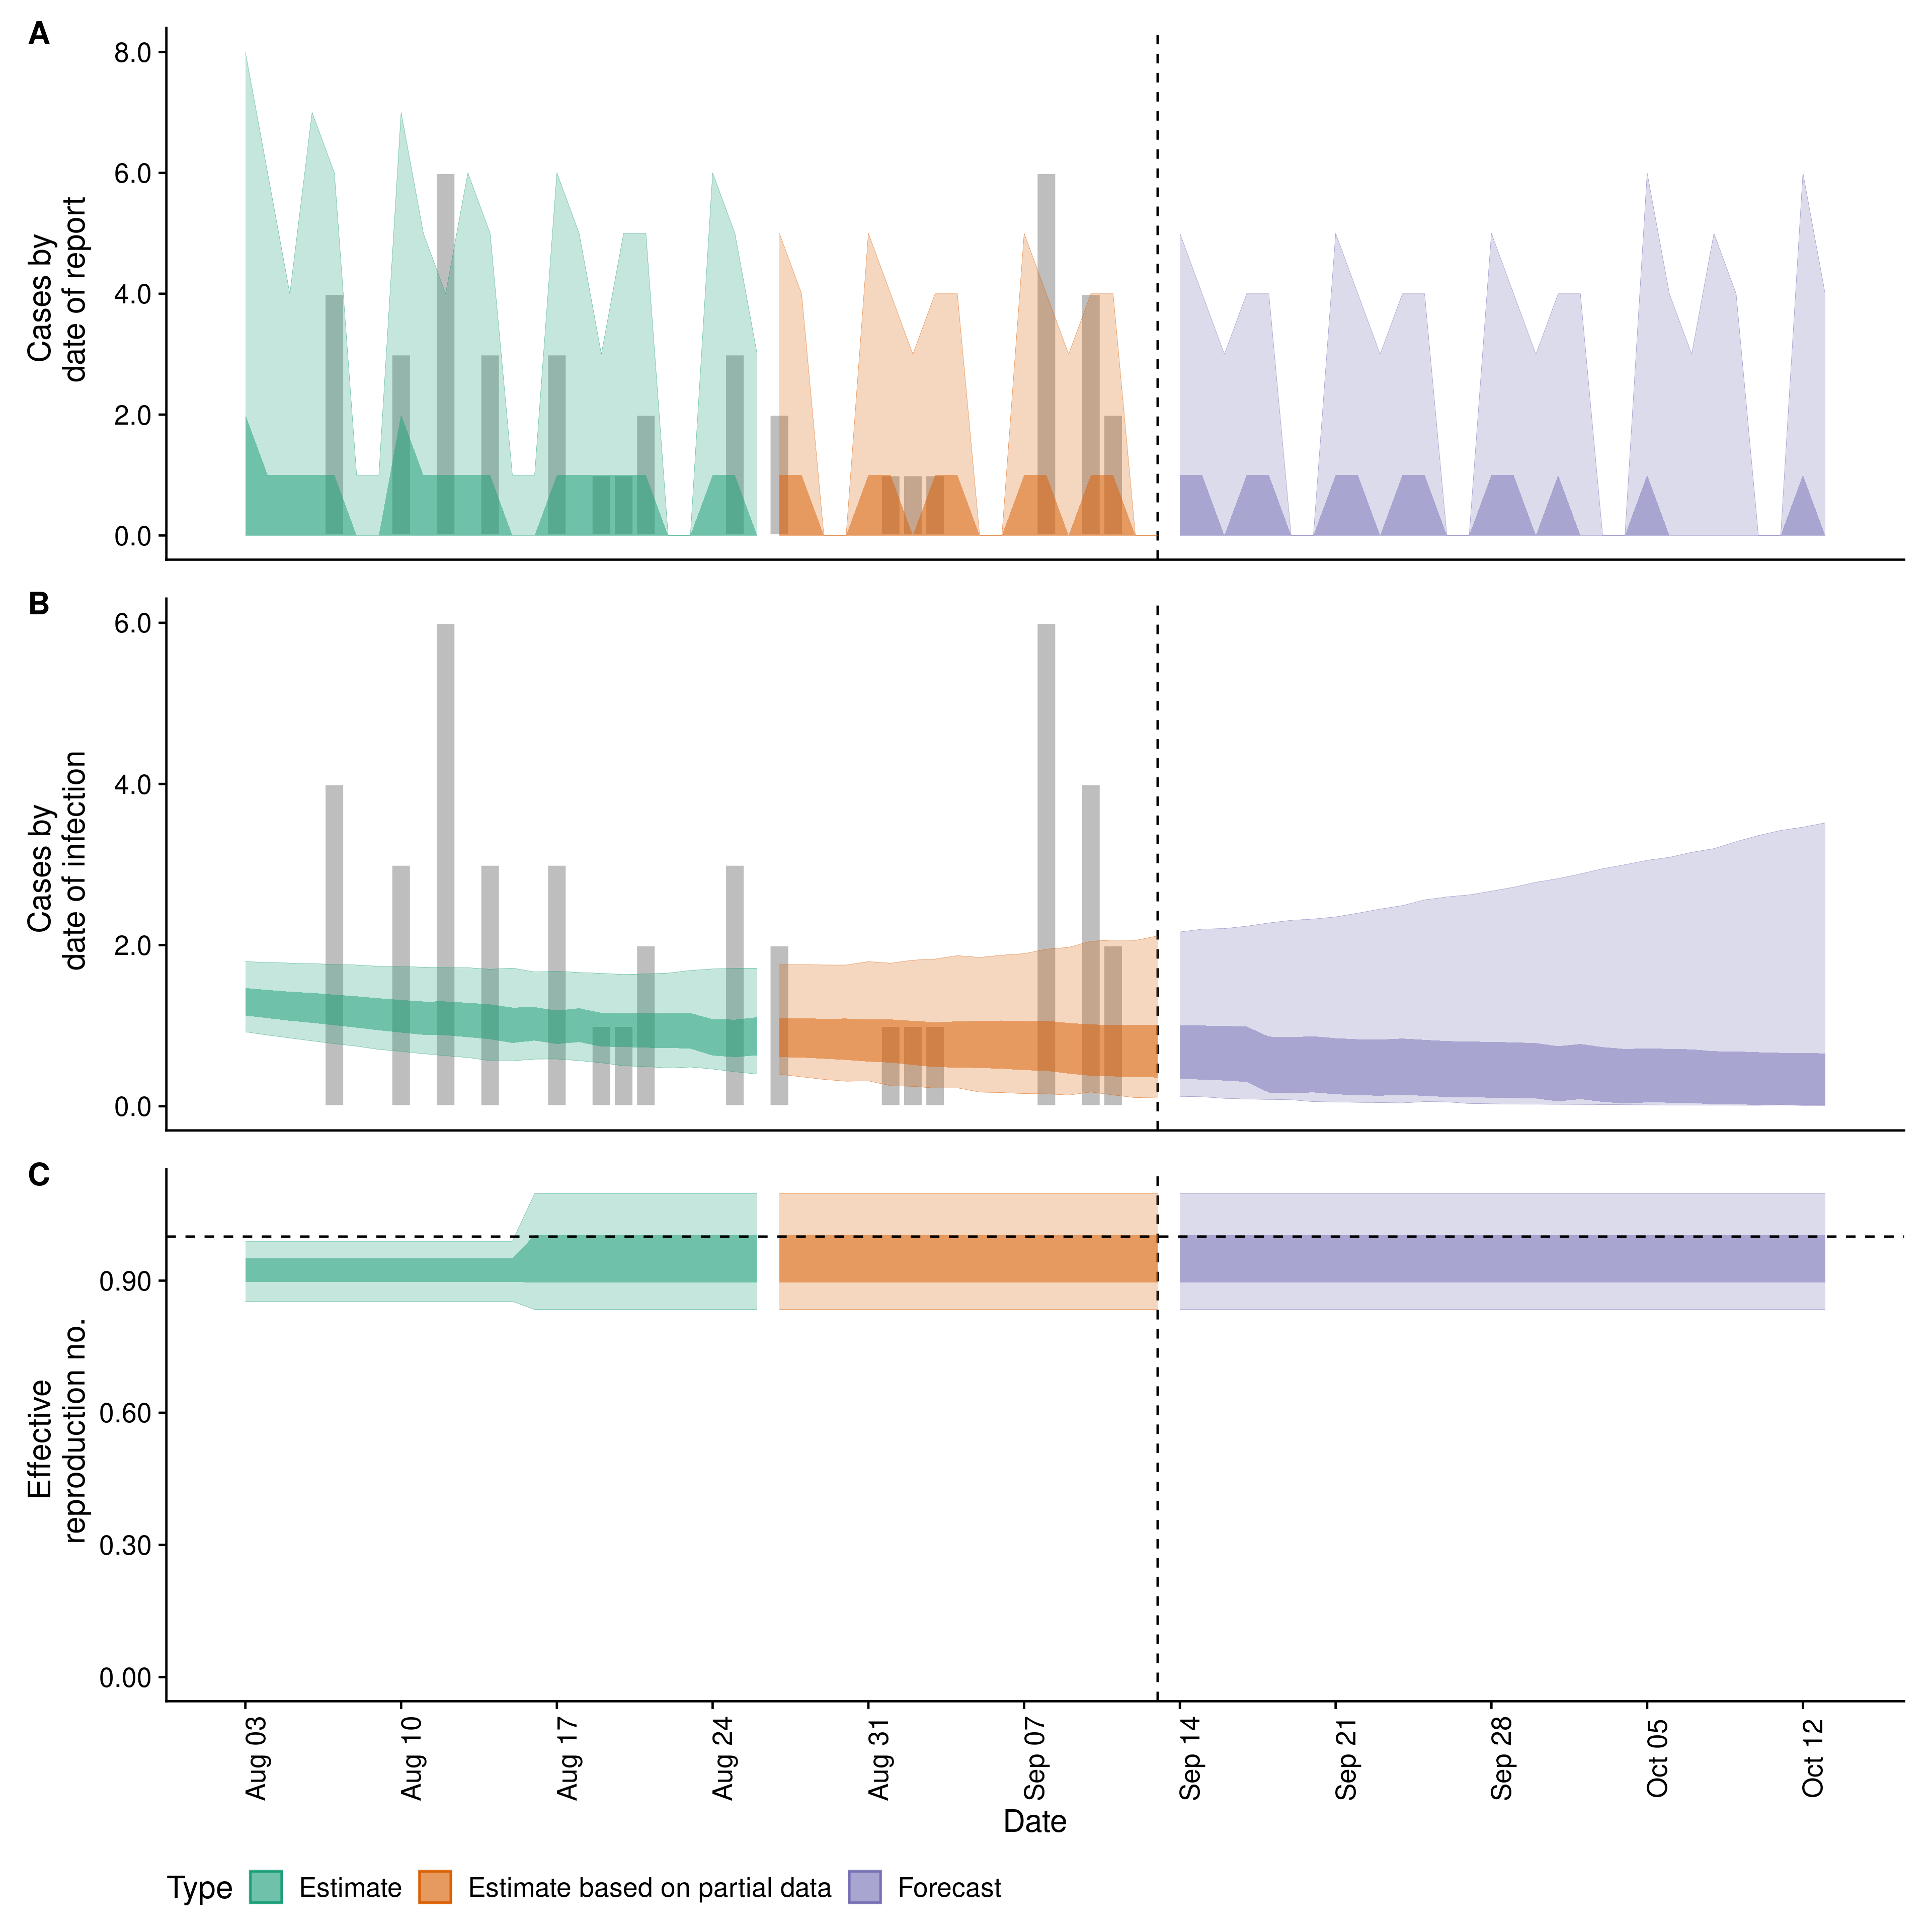 A
Cases by
date of report
8.0
6.0
4.0
2.0
0.0
B
Cases by
date of infection
6.0
4.0
2.0
0.0
C
Effective
reproduction no.
0.90
0.60
0.30
0.00
Aug 03
Aug 10
Aug 17
Aug 24
Aug 31
Sep 07
Sep 14
Sep 21
Sep 28
Oct 05
Oct 12
Date
Type Estimate Estimate based on partial data Forecast